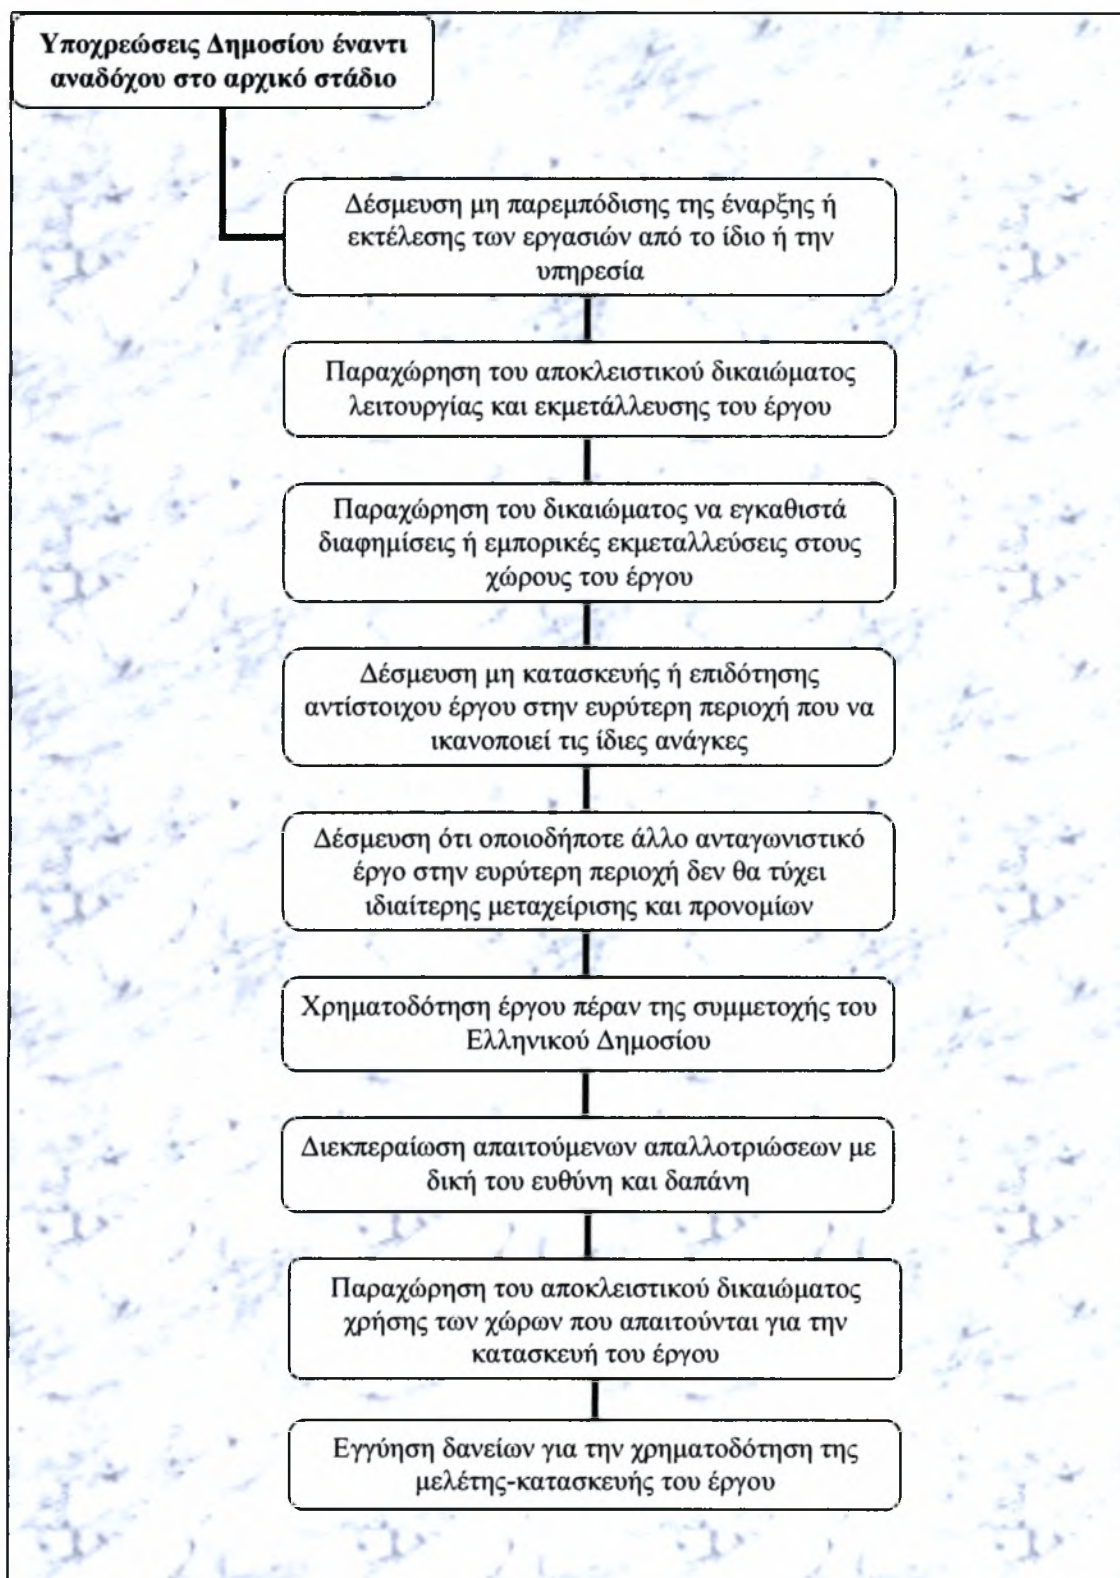 Υποχρεώσεις Δημοσίου έναντι
αναδόχου στο αρχικό στάδιο
Δέσμευση μη παρεμπόδισης της έναρξης ή
εκτέλεσης των εργασιών από το ίδιο ή την
υπηρεσία
Παραχώρηση του αποκλειστικού δικαιώματος
λειτουργίας και εκμετάλλευσης του έργου
Παραχώρηση του δικαιώματος να εγκαθιστά
διαφημίσεις ή εμπορικές εκμεταλλεύσεις στους
χώρους του έργου
Δέσμευση μη κατασκευής ή επιδότησης
αντίστοιχου έργου στην ευρύτερη περιοχή που να
ικανοποιεί τις ίδιες ανάγκες
Δέσμευση ότι οποιοδήποτε άλλο ανταγωνιστικό
έργο στην ευρύτερη περιοχή δεν θα τύχει
ιδιαίτερης μεταχείρισης και προνομίων
Χρηματοδότηση έργου πέραν της συμμετοχής του
Ελληνικού Δημοσίου
Διεκπεραίωση απαιτούμενων απαλλοτριώσεων με
δική του ευθύνη και δαπάνη
Παραχώρηση του αποκλειστικού δικαιώματος
χρήσης των χώρων που απαιτούνται για την
κατασκευή του έργου
Εγγύηση δανείων για την χρηματοδότηση της
μελέτης-κατασκευής του έργου